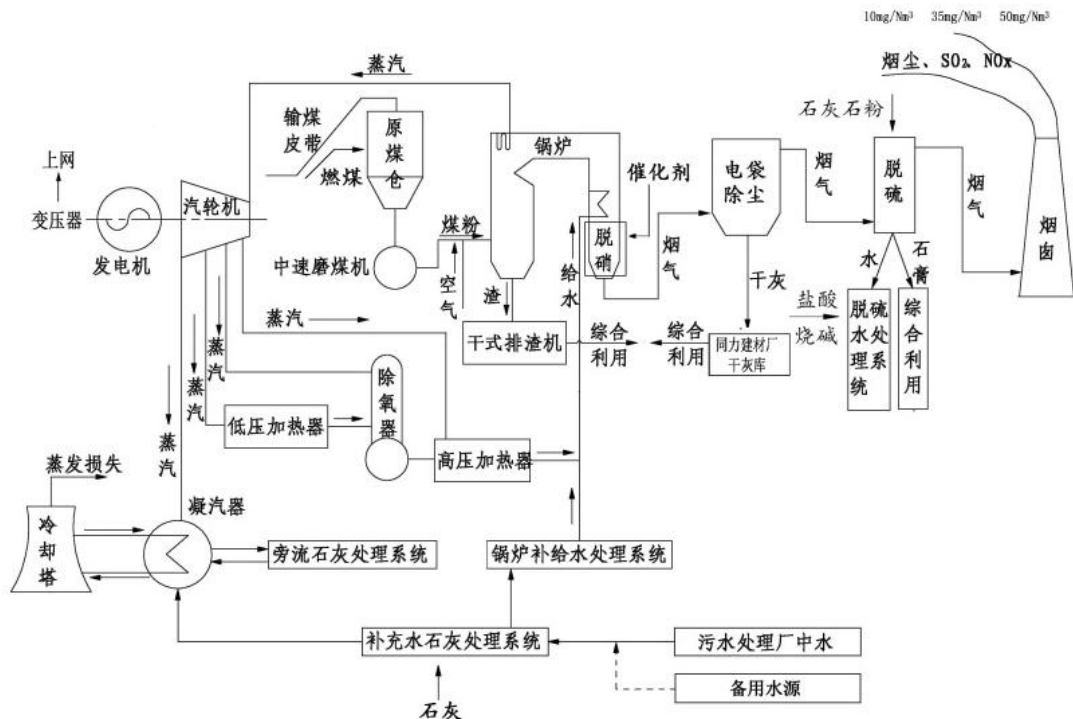 10mg/Nm³ 35mg/Nm³ 50mg/Nm³
烟尘、SO₂、NOx
石灰石粉
蒸汽
输煤
皮带
原
煤
仓
燃煤
锅炉
催化剂
电袋
除尘
烟
气
脱
硫
烟
气
烟
囱
上网
变压器
发电机
汽轮机
中速磨煤机
煤粉
空
气
渣
给
水
脱
硝
烟
气
干灰
水
石
膏
盐酸
烧碱
脱硫
水处
理系
统
综
合
利
用
干式排渣机
综合
利用
综合
利用
同力建材厂
干灰库
蒸汽
蒸
汽
蒸
汽
蒸
汽
低压加热器
除
氧
器
高压加热器
蒸发损失
冷
却
塔
凝汽器
旁流石灰处理系统
锅炉补给水处理系统
补充水石灰处理系统
污水处理厂中水
备用水源
石灰